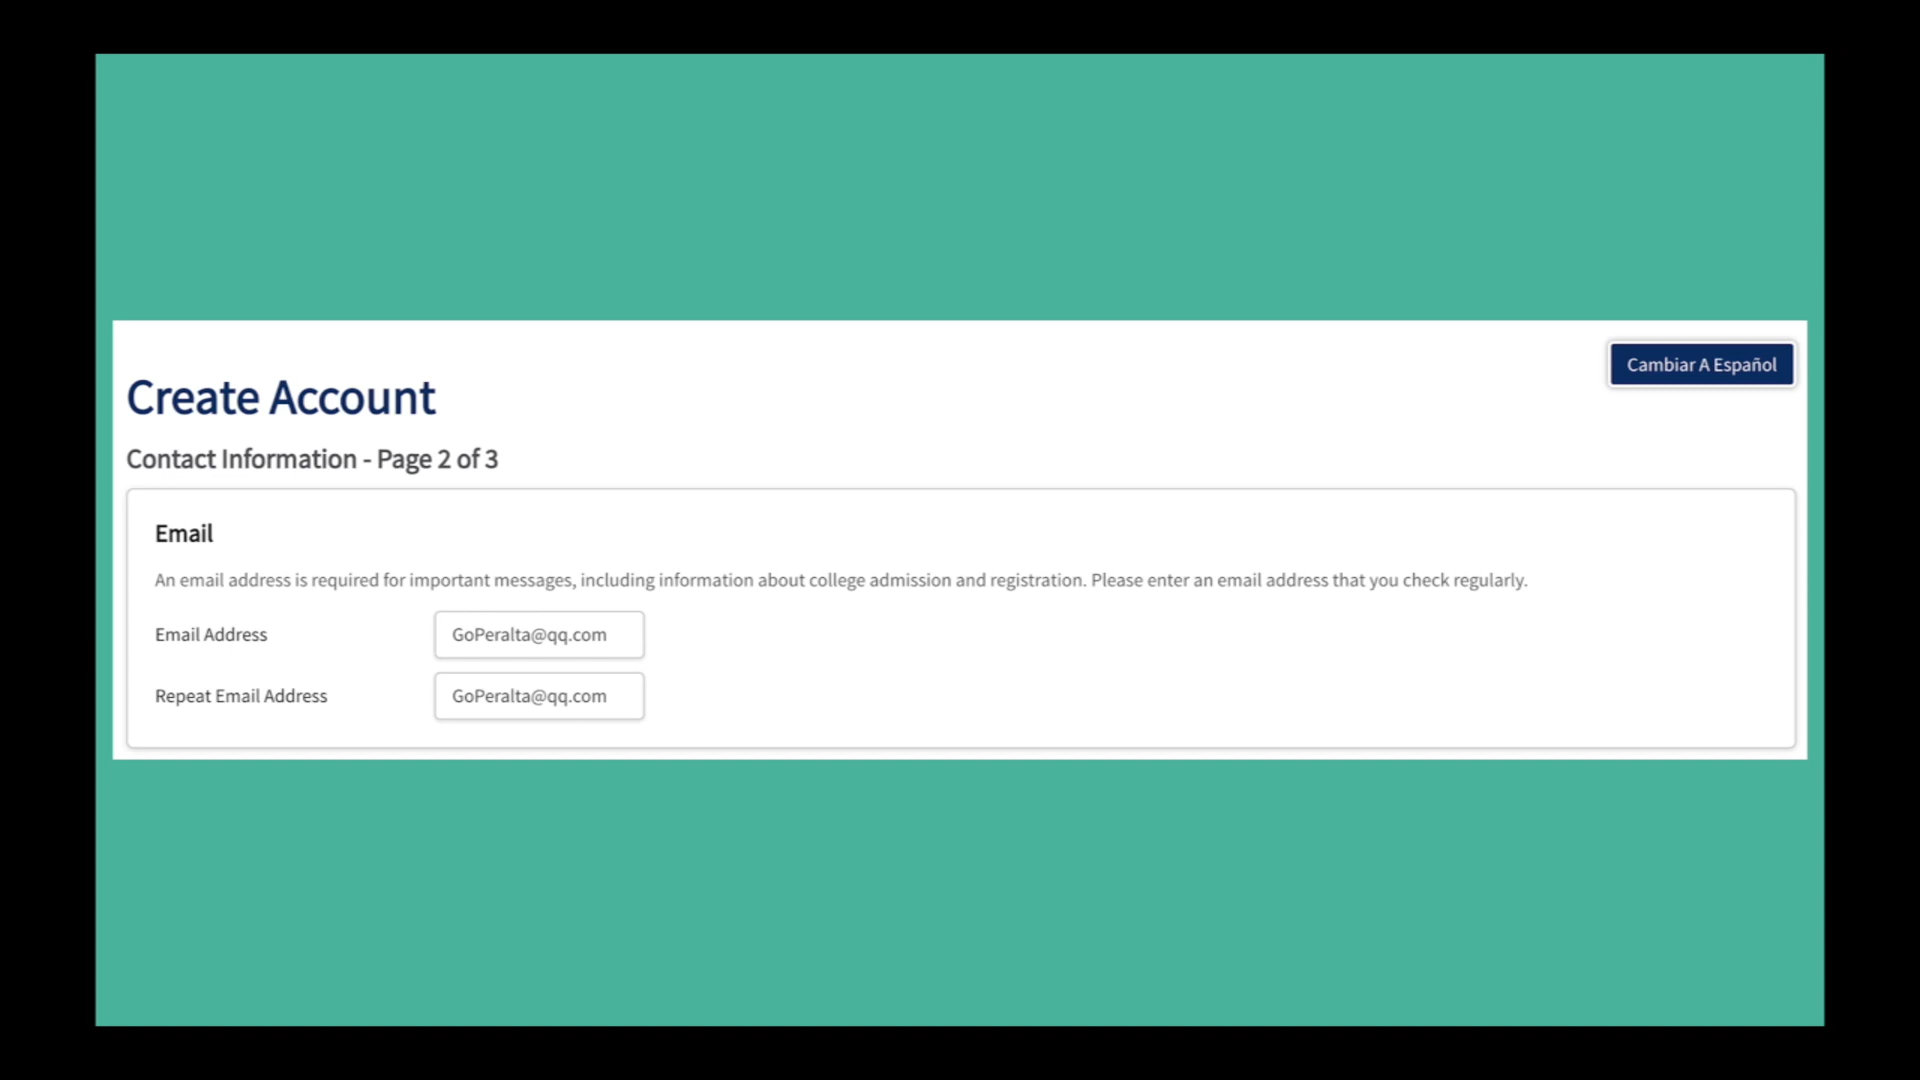 Cambiar A Español
Create Account
Contact Information - Page 2 of 3
Email
An email address is required for important messages, including information about college admission and registration. Please enter an email address that you check regularly.
Email Address
GoPeralta@qq.com
Repeat Email Address
GoPeralta@qq.com